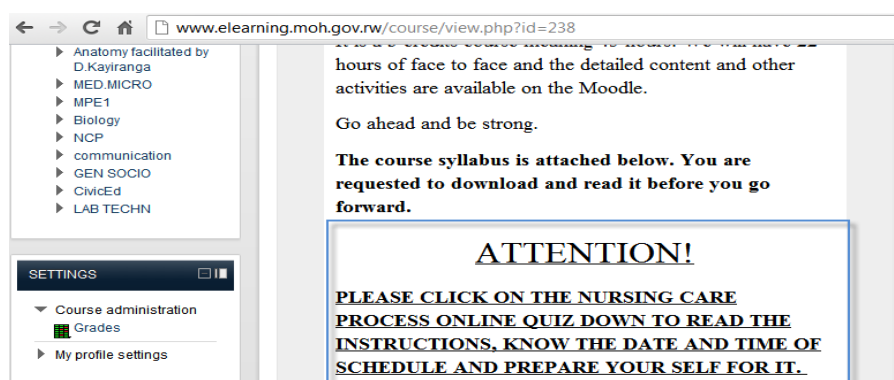 www.elearning.moh.gov.rw/course/view.php?id=238
Anatomy facilitated by
D.Kayiranga
MED.MICRO
MPE1
Biology
NCP
communication
GEN SOCIO
CivicEd
LAB TECHN
SETTINGS
Course administration
Grades
My profile settings
hours of face to face and the detailed content and other
activities are available on the Moodle.
Go ahead and be strong.
The course syllabus is attached below. You are
requested to download and read it before you go
forward.
ATTENTION!
PLEASE CLICK ON THE NURSING CARE
PROCESS ONLINE QUIZ DOWN TO READ THE
INSTRUCTIONS, KNOW THE DATE AND TIME OF
SCHEDULE AND PREPARE YOUR SELF FOR IT.